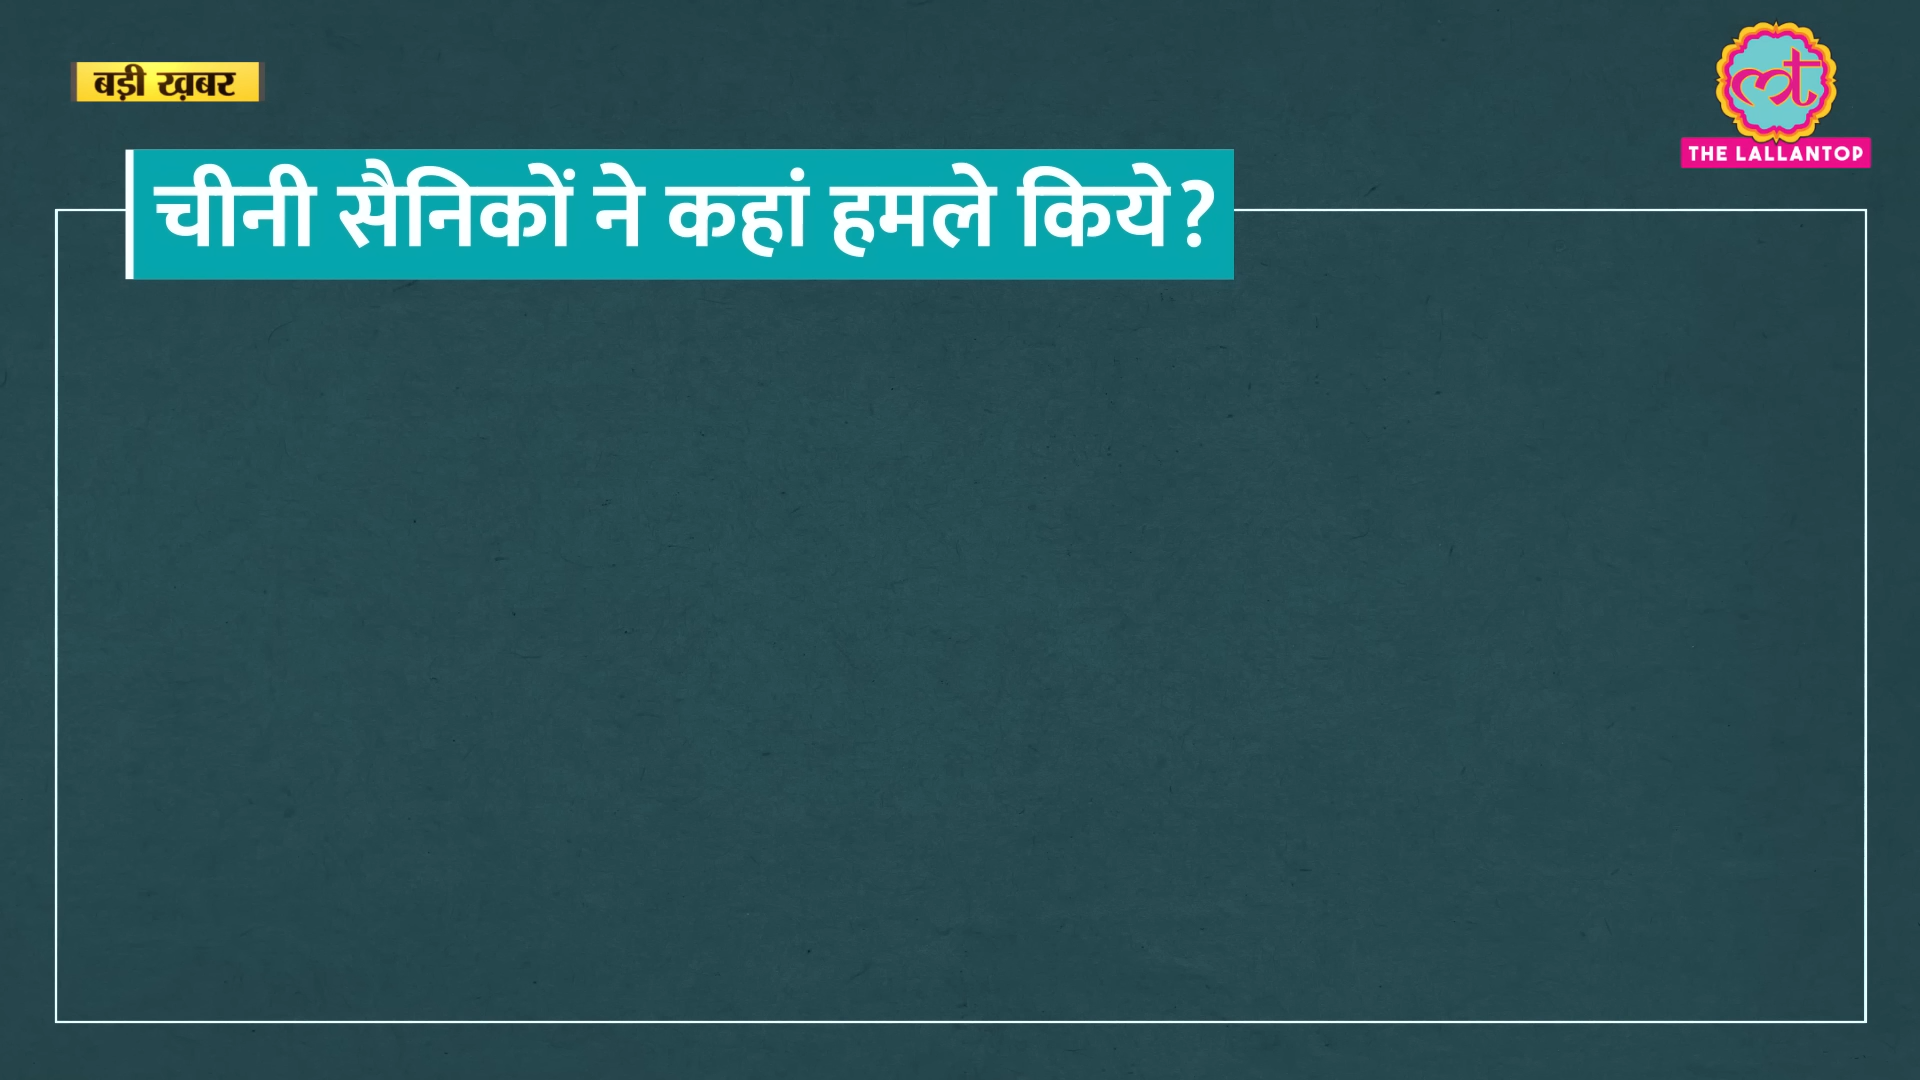 बड़ी ख़बर
THE LALLANTOP
चीनी सैनिकों ने कहां हमले किये?